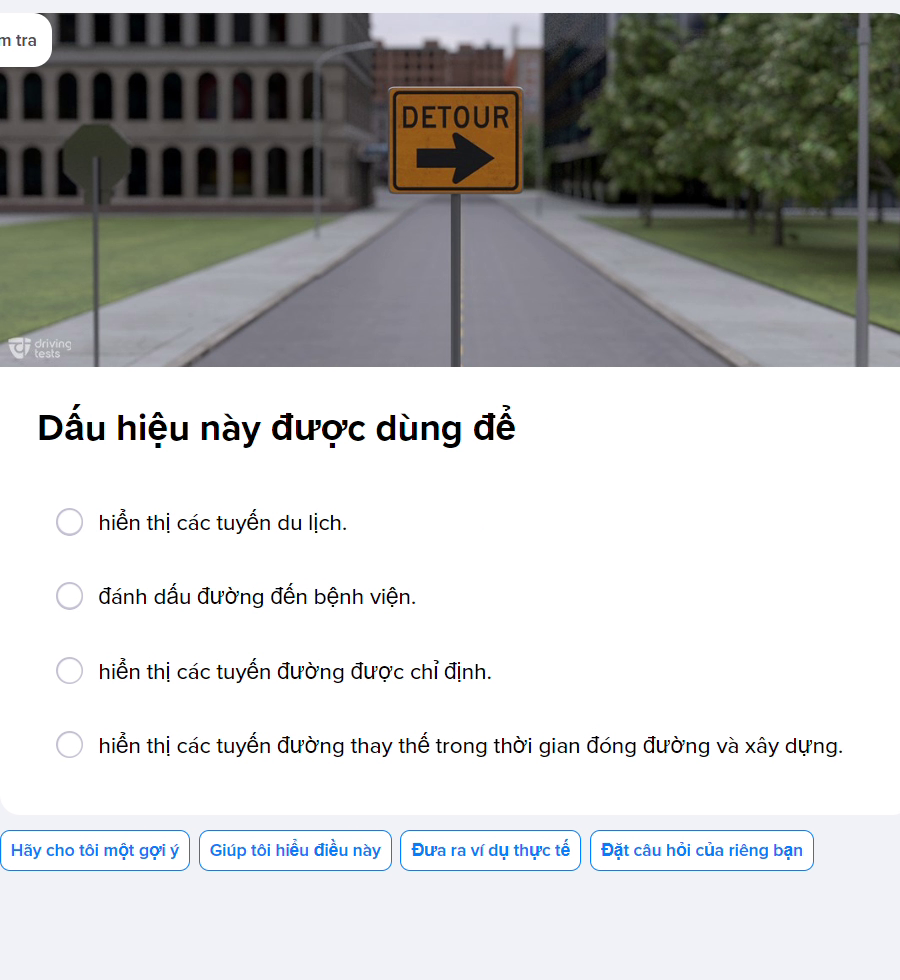 m tra
DETOUR
driving
tests
Dấu hiệu này được dùng để
hiển thị các tuyến du lịch.
đánh dấu đường đến bệnh viện.
hiển thị các tuyến đường được chỉ định.
hiển thị các tuyến đường thay thế trong thời gian đóng đường và xây dựng.
Hãy cho tôi một gợi ý
Giúp tôi hiểu điều này
Đưa ra ví dụ thực tế
Đặt câu hỏi của riêng bạn